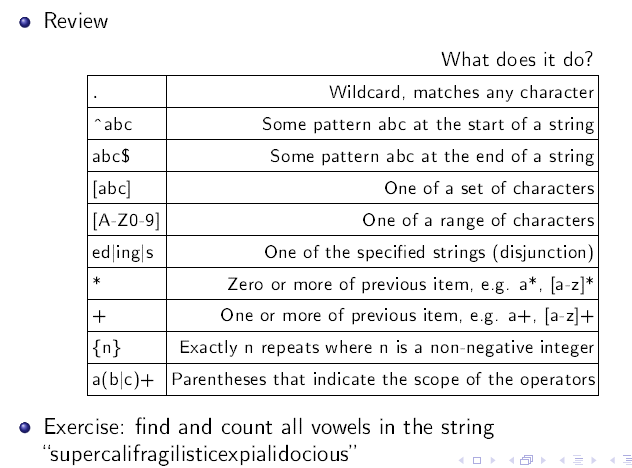 Review
What does it do?
. Wildcard, matches any character
^abc Some pattern abc at the start of a string
abc$ Some pattern abc at the end of a string
[abc] One of a set of characters
[A-Z0-9] One of a range of characters
ed|ing|s One of the specified strings (disjunction)
* Zero or more of previous item, e.g. a*, [a-z]*
+ One or more of previous item, e.g. a+, [a-z]+
{n} Exactly n repeats where n is a non-negative integer
a(b|c)+ Parentheses that indicate the scope of the operators
Exercise: find and count all vowels in the string
“supercalifragilisticexpialidocious”